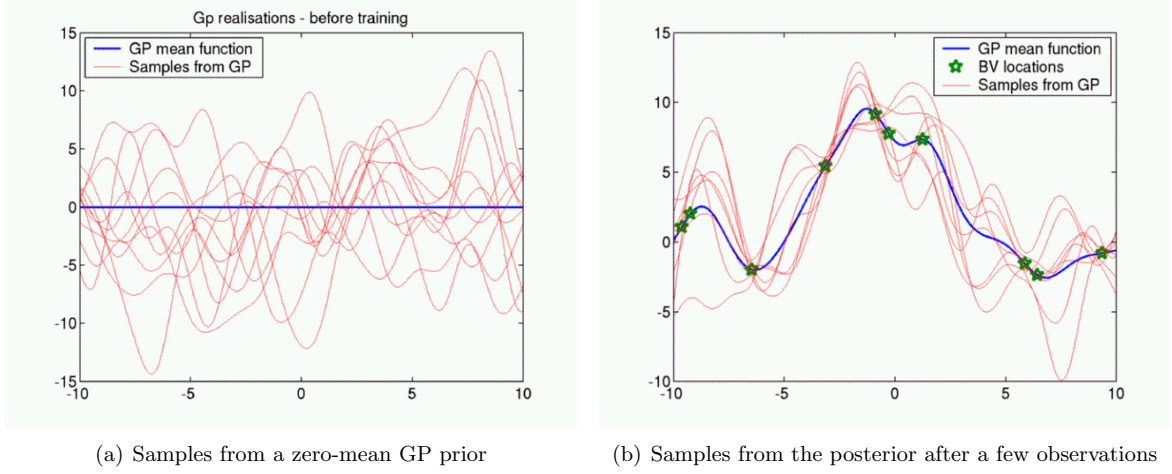 Gp realisations - before training
15
GP mean function
Samples from GP
10
5
0
-5
-10
-15
-10
-5
0
5
10
(a) Samples from a zero-mean GP prior
15
GP mean function
BV locations
Samples from GP
10
5
0
-5
-10
-10
-5
0
5
10
(b) Samples from the posterior after a few observations